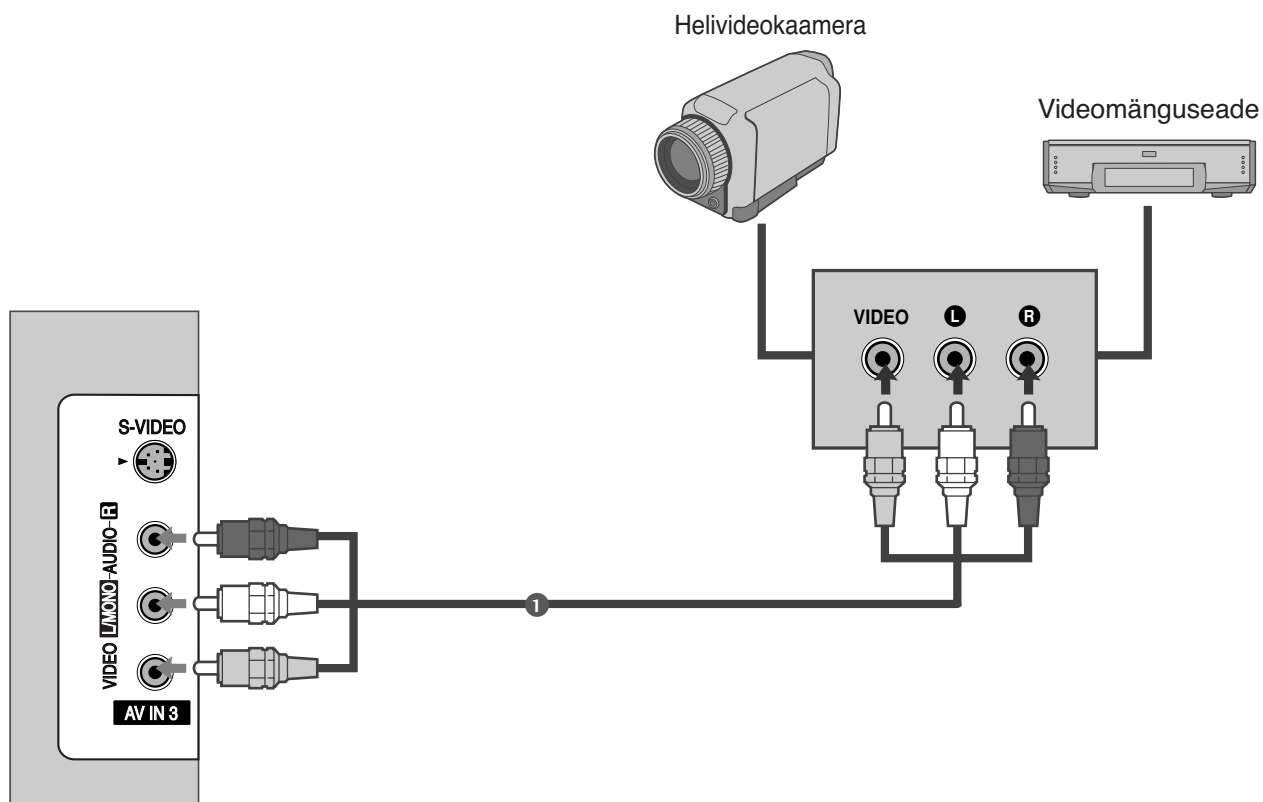 Helivideokaamera
Videomänguseade
VIDEO L R
S-VIDEO
VIDEO L/MONO-AUDIO-R
1
AV IN 3